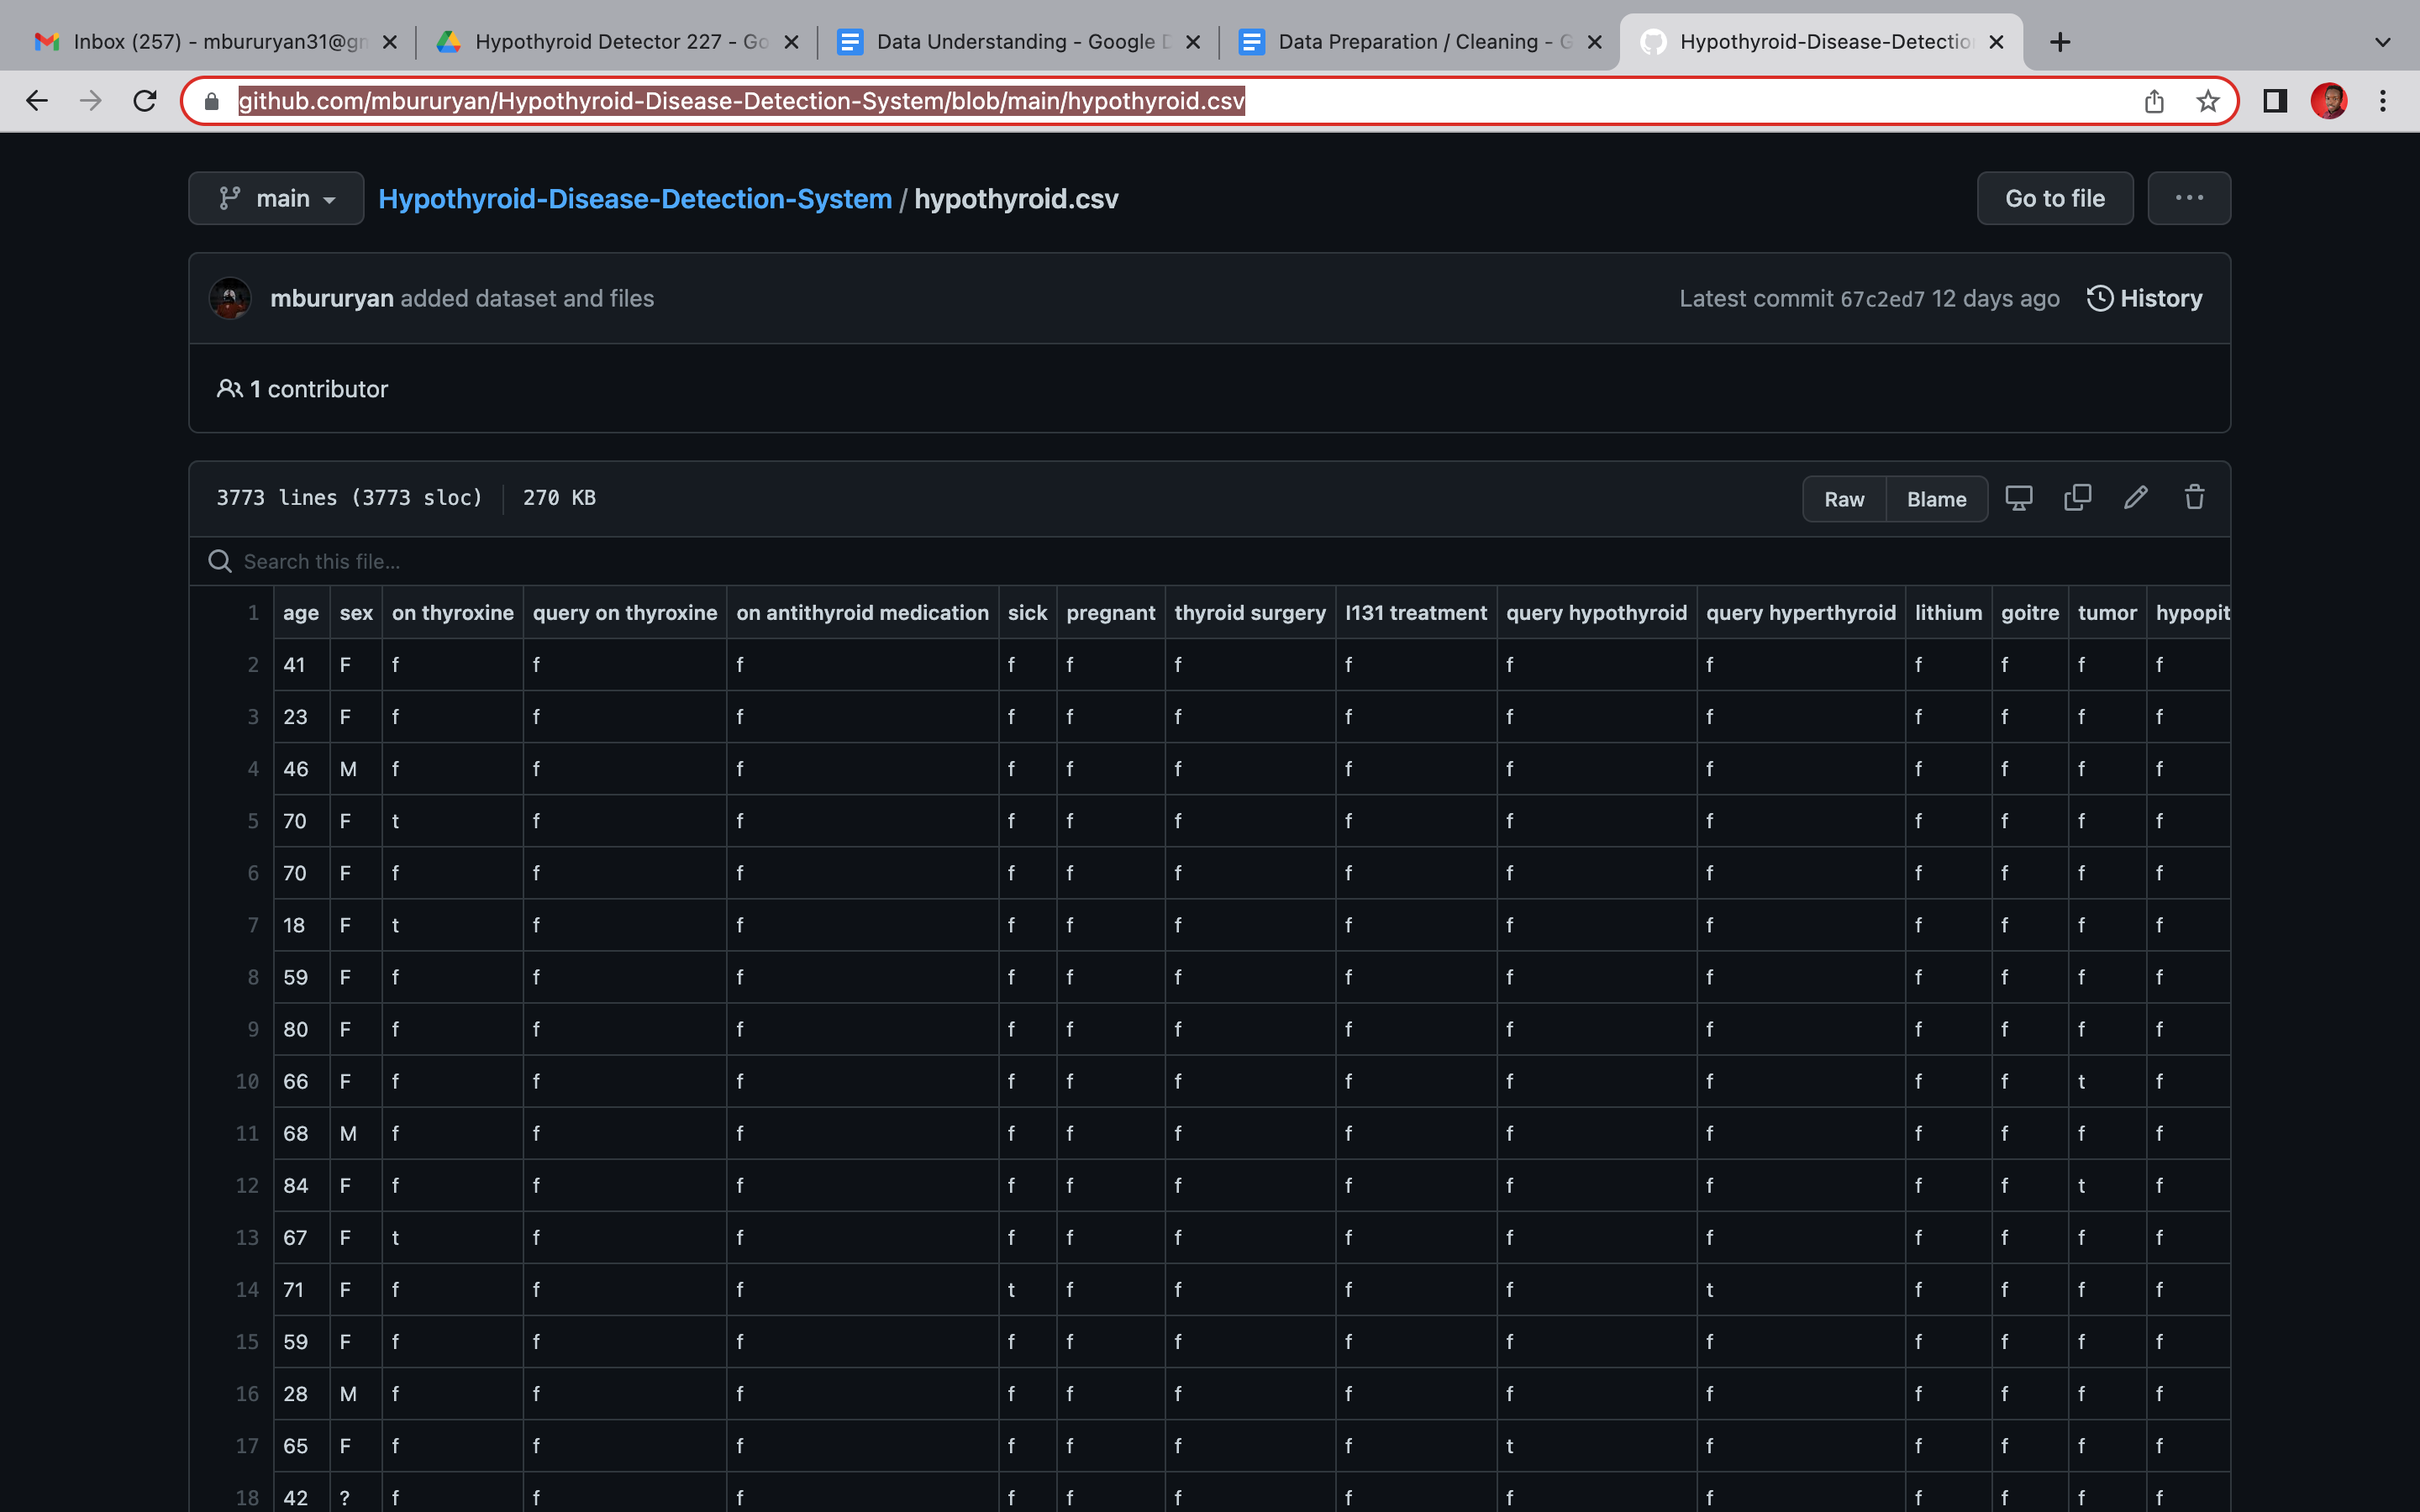 Inbox (257) - mbururyan31@gn
Hypothyroid Detector 227 - Go
Data Understanding - Google D
Data Preparation / Cleaning - G
Hypothyroid-Disease-Detectio
github.com/mbururyan/Hypothyroid-Disease-Detection-System/blob/main/hypothyroid.csv
main Hypothyroid-Disease-Detection-System / hypothyroid.csv Go to file
mbururyan added dataset and files Latest commit 67c2ed7 12 days ago History
1 contributor
3773 lines (3773 sloc) 270 KB Raw Blame
Search this file...
1 age sex on thyroxine query on thyroxine on antithyroid medication sick pregnant thyroid surgery I131 treatment query hypothyroid query hyperthyroid lithium goitre tumor hypopit
2 41 F f f f f f f f f f f f f f
3 23 F f f f f f f f f f f f f f
4 46 M f f f f f f f f f f f f f
5 70 F t f f f f f f f f f f f f
6 70 F f f f f f f f f f f f f f
7 18 F t f f f f f f f f f f f f
8 59 F f f f f f f f f f f f f f
9 80 F f f f f f f f f f f f f f
10 66 F f f f f f f f f f f f t f
11 68 M f f f f f f f f f f f f f
12 84 F f f f f f f f f f f f t f
13 67 F t f f f f f f f f f f f f
14 71 F f f f t f f f f t f f f f
15 59 F f f f f f f f f f f f f f
16 28 M f f f f f f f f f f f f f
17 65 F f f f f f f f t f f f f f
18 42 ? f f f f f f f f f f f f f